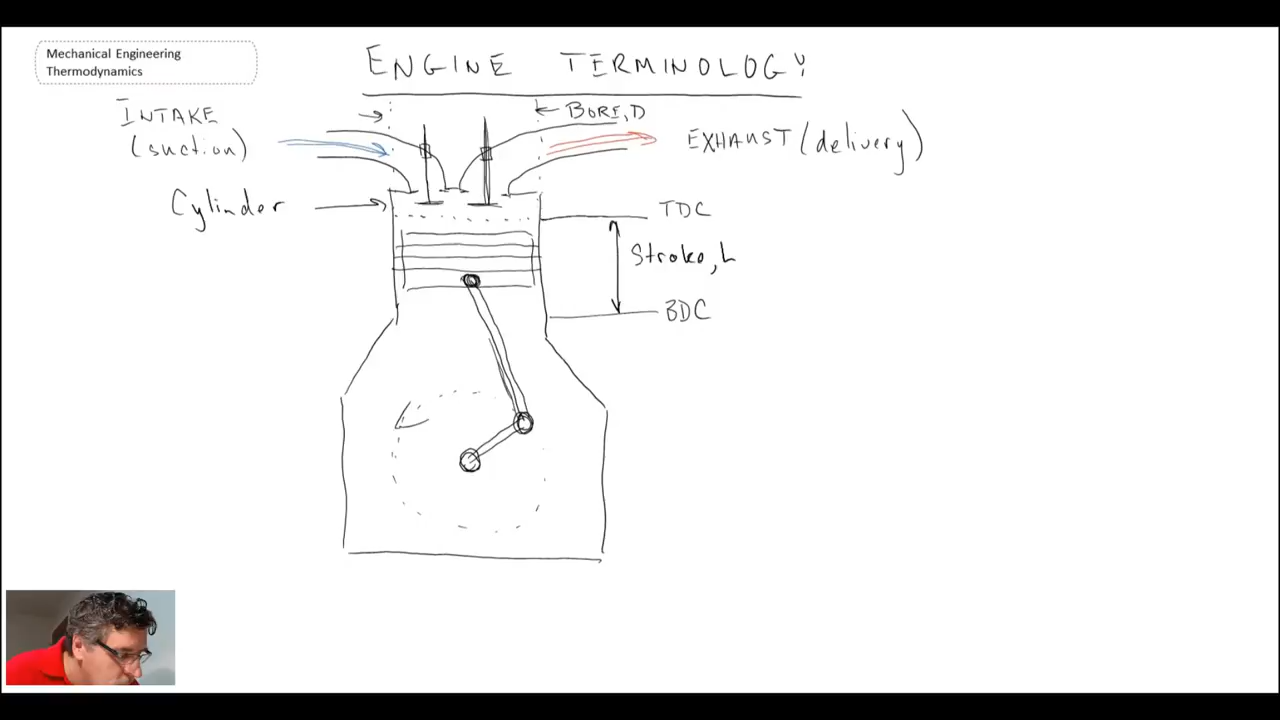 Mechanical Engineering
Thermodynamics
ENGINE TERMINOLOGY
INTAKE
(suction)
BORE, D
EXHAUST (delivery)
Cylinder
TDC
Stroke, L
BDC